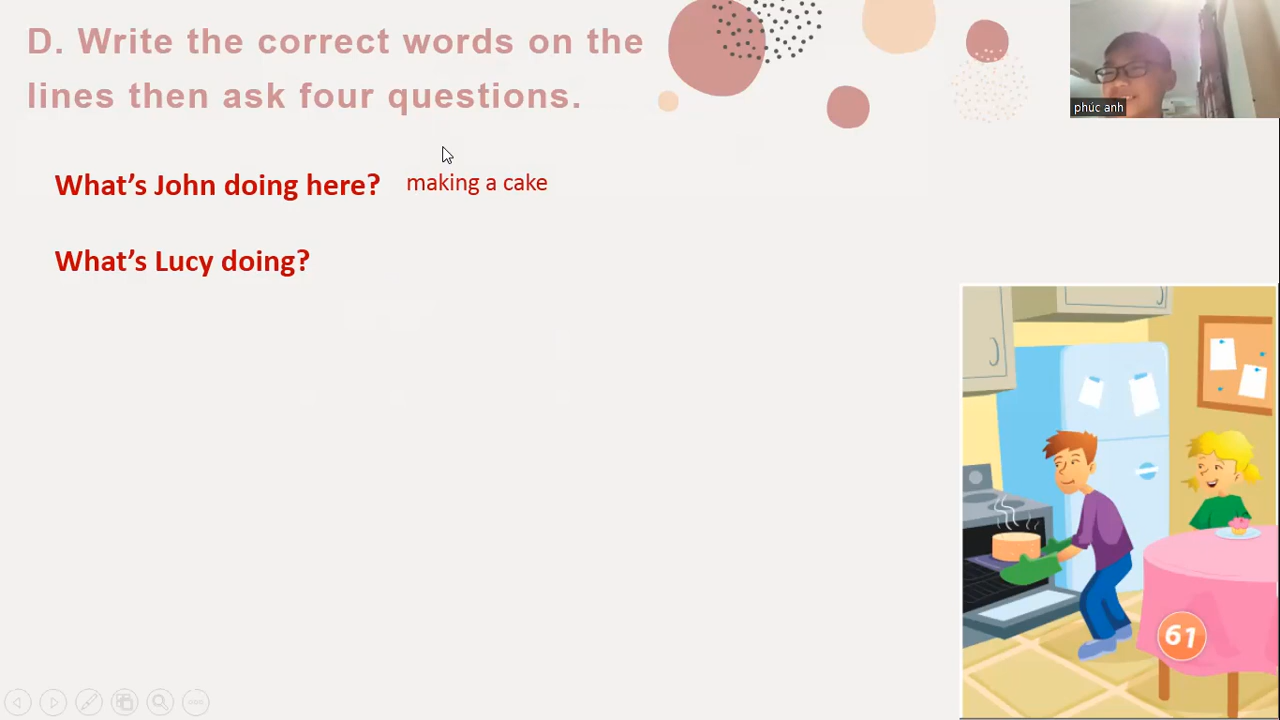 D. Write the correct words on the
lines then ask four questions.
phúc anh
What's John doing here? making a cake
What's Lucy doing?
61